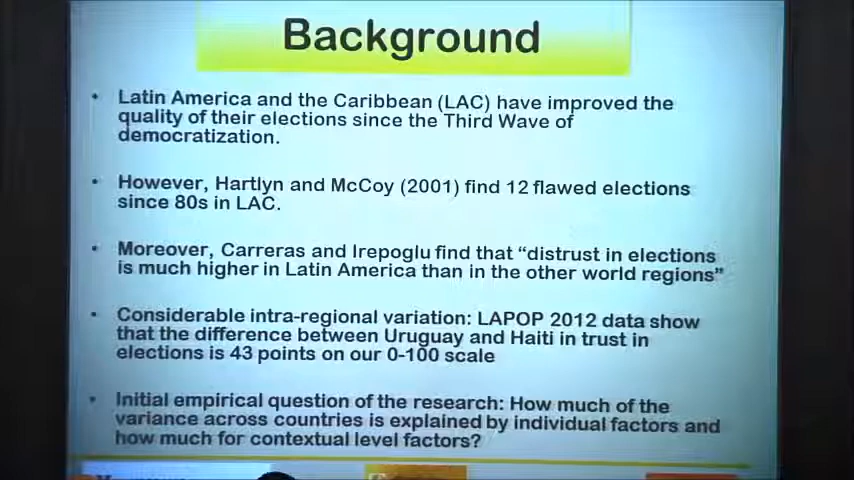 Background
• Latin America and the Caribbean (LAC) have improved the
quality of their elections since the Third Wave of
democratization.
• However, Hartlyn and McCoy (2001) find 12 flawed elections
since 80s in LAC.
• Moreover, Carreras and Irepoglu find that “distrust in elections
is much higher in Latin America than in the other world regions”
• Considerable intra-regional variation: LAPOP 2012 data show
that the difference between Uruguay and Haiti in trust in
elections is 43 points on our 0-100 scale
• Initial empirical question of the research: How much of the
variance across countries is explained by individual factors and
how much for contextual level factors?